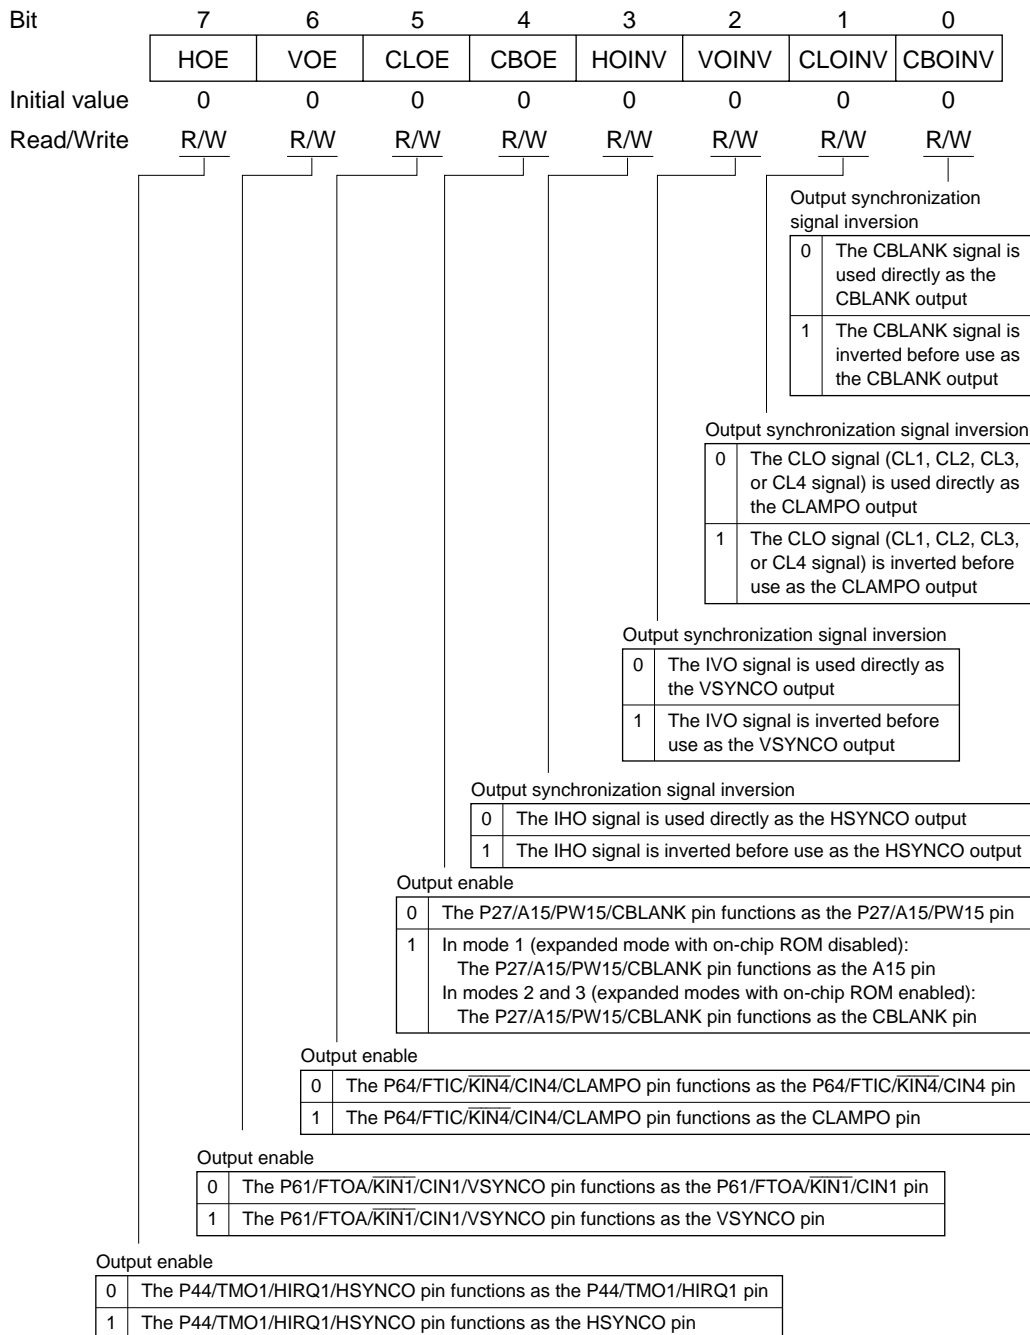 Bit 7 6 5 4 3 2 1 0
HOE VOE CLOE CBOE HOINV VOINV CLOINV CBOINV
Initial value 0 0 0 0 0 0 0 0
Read/Write R/W R/W R/W R/W R/W R/W R/W R/W
Output synchronization
signal inversion
0 The CBLANK signal is
used directly as the
CBLANK output
1 The CBLANK signal is
inverted before use as
the CBLANK output
Output synchronization signal inversion
0 The CLO signal (CL1, CL2, CL3,
or CL4 signal) is used directly as
the CLAMPO output
1 The CLO signal (CL1, CL2, CL3,
or CL4 signal) is inverted before
use as the CLAMPO output
Output synchronization signal inversion
0 The IVO signal is used directly as
the VSYNCO output
1 The IVO signal is inverted before
use as the VSYNCO output
Output synchronization signal inversion
0 The IHO signal is used directly as the HSYNCO output
1 The IHO signal is inverted before use as the HSYNCO output
Output enable
0 The P27/A15/PW15/CBLANK pin functions as the P27/A15/PW15 pin
1 In mode 1 (expanded mode with on-chip ROM disabled):
The P27/A15/PW15/CBLANK pin functions as the A15 pin
In modes 2 and 3 (expanded modes with on-chip ROM enabled):
The P27/A15/PW15/CBLANK pin functions as the CBLANK pin
Output enable
0 The P64/FTIC/K̅I̅N̅4̅/CIN4/CLAMPO pin functions as the P64/FTIC/K̅I̅N̅4̅/CIN4 pin
1 The P64/FTIC/K̅I̅N̅4̅/CIN4/CLAMPO pin functions as the CLAMPO pin
Output enable
0 The P61/FTOA/K̅I̅N̅1̅/CIN1/VSYNCO pin functions as the P61/FTOA/K̅I̅N̅1̅/CIN1 pin
1 The P61/FTOA/K̅I̅N̅1̅/CIN1/VSYNCO pin functions as the VSYNCO pin
Output enable
0 The P44/TMO1/HIRQ1/HSYNCO pin functions as the P44/TMO1/HIRQ1 pin
1 The P44/TMO1/HIRQ1/HSYNCO pin functions as the HSYNCO pin